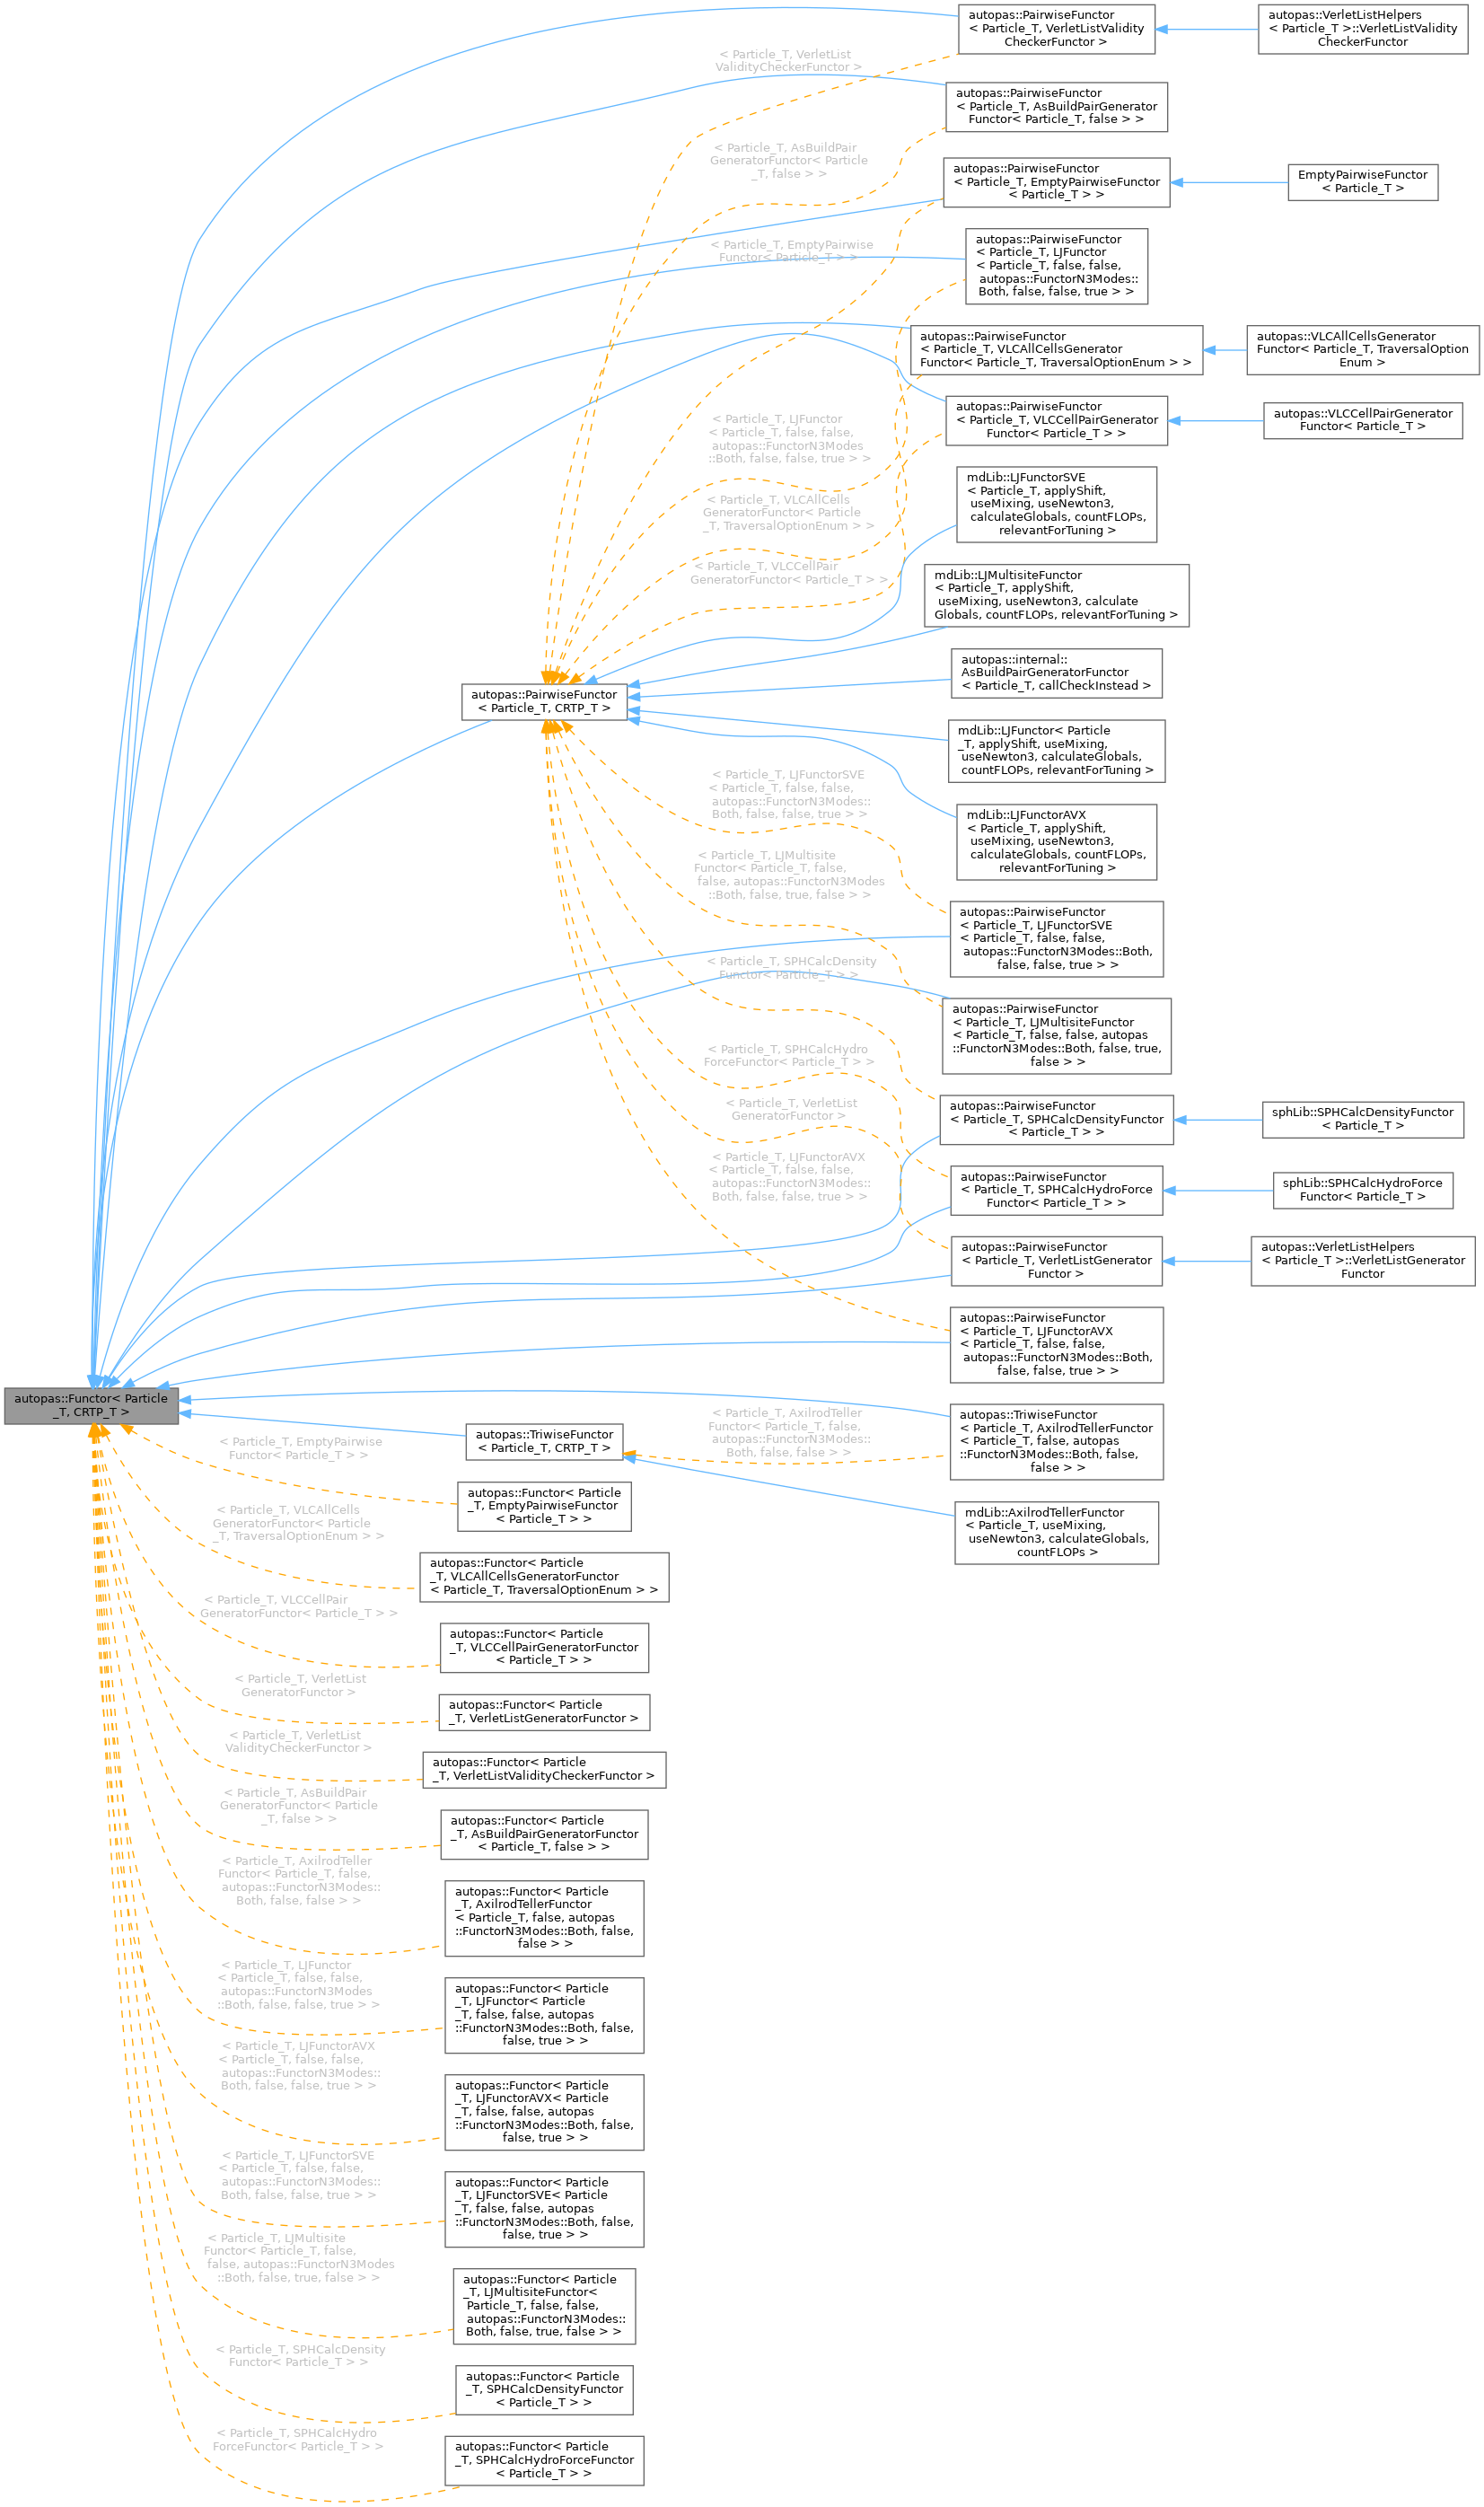 autopas::PairwiseFunctor
< Particle_T, VerletListValidity
CheckerFunctor >
autopas::VerletListHelpers
< Particle_T >::VerletListValidity
CheckerFunctor
< Particle_T, VerletList
ValidityCheckerFunctor >
autopas::PairwiseFunctor
< Particle_T, AsBuildPairGenerator
Functor< Particle_T, false > >
< Particle_T, AsBuildPair
GeneratorFunctor< Particle
_T, false > >
autopas::PairwiseFunctor
< Particle_T, EmptyPairwiseFunctor
< Particle_T > >
EmptyPairwiseFunctor
< Particle_T >
< Particle_T, EmptyPairwise
Functor< Particle_T > >
autopas::PairwiseFunctor
< Particle_T, LJFunctor
< Particle_T, false, false,
autopas::FunctorN3Modes::
Both, false, false, true > >
autopas::PairwiseFunctor
< Particle_T, VLCAllCellsGenerator
Functor< Particle_T, TraversalOptionEnum > >
autopas::VLCAllCellsGenerator
Functor< Particle_T, TraversalOption
Enum >
autopas::PairwiseFunctor
< Particle_T, VLCCellPairGenerator
Functor< Particle_T > >
autopas::VLCCellPairGenerator
Functor< Particle_T >
< Particle_T, LJFunctor
< Particle_T, false, false,
autopas::FunctorN3Modes
::Both, false, false, true > >
< Particle_T, VLCAllCells
GeneratorFunctor< Particle
_T, TraversalOptionEnum > >
< Particle_T, VLCCellPair
GeneratorFunctor< Particle_T > >
mdLib::LJFunctorSVE
< Particle_T, applyShift,
useMixing, useNewton3,
calculateGlobals, countFLOPs,
relevantForTuning >
mdLib::LJMultisiteFunctor
< Particle_T, applyShift,
useMixing, useNewton3, calculate
Globals, countFLOPs, relevantForTuning >
autopas::internal::
AsBuildPairGeneratorFunctor
< Particle_T, callCheckInstead >
autopas::PairwiseFunctor
< Particle_T, CRTP_T >
mdLib::LJFunctor< Particle
_T, applyShift, useMixing,
useNewton3, calculateGlobals,
countFLOPs, relevantForTuning >
mdLib::LJFunctorAVX
< Particle_T, applyShift,
useMixing, useNewton3,
calculateGlobals, countFLOPs,
relevantForTuning >
< Particle_T, LJFunctorSVE
< Particle_T, false, false,
autopas::FunctorN3Modes::
Both, false, false, true > >
< Particle_T, LJMultisite
Functor< Particle_T, false,
false, autopas::FunctorN3Modes
::Both, false, true, false > >
autopas::PairwiseFunctor
< Particle_T, LJFunctorSVE
< Particle_T, false, false,
autopas::FunctorN3Modes::Both,
false, false, true > >
< Particle_T, SPHCalcDensity
Functor< Particle_T > >
autopas::PairwiseFunctor
< Particle_T, LJMultisiteFunctor
< Particle_T, false, false, autopas
::FunctorN3Modes::Both, false, true,
false > >
< Particle_T, SPHCalcHydro
ForceFunctor< Particle_T > >
autopas::PairwiseFunctor
< Particle_T, SPHCalcDensityFunctor
< Particle_T > >
sphLib::SPHCalcDensityFunctor
< Particle_T >
< Particle_T, VerletList
GeneratorFunctor >
autopas::PairwiseFunctor
< Particle_T, SPHCalcHydroForce
Functor< Particle_T > >
sphLib::SPHCalcHydroForce
Functor< Particle_T >
< Particle_T, LJFunctorAVX
< Particle_T, false, false,
autopas::FunctorN3Modes::
Both, false, false, true > >
autopas::PairwiseFunctor
< Particle_T, VerletListGenerator
Functor >
autopas::VerletListHelpers
< Particle_T >::VerletListGenerator
Functor
autopas::PairwiseFunctor
< Particle_T, LJFunctorAVX
< Particle_T, false, false,
autopas::FunctorN3Modes::Both,
false, false, true > >
autopas::Functor< Particle
_T, CRTP_T >
autopas::TriwiseFunctor
< Particle_T, CRTP_T >
< Particle_T, AxilrodTeller
Functor< Particle_T, false,
autopas::FunctorN3Modes::
Both, false, false > >
autopas::TriwiseFunctor
< Particle_T, AxilrodTellerFunctor
< Particle_T, false, autopas
::FunctorN3Modes::Both, false,
false > >
mdLib::AxilrodTellerFunctor
< Particle_T, useMixing,
useNewton3, calculateGlobals,
countFLOPs >
< Particle_T, EmptyPairwise
Functor< Particle_T > >
autopas::Functor< Particle
_T, EmptyPairwiseFunctor
< Particle_T > >
< Particle_T, VLCAllCells
GeneratorFunctor< Particle
_T, TraversalOptionEnum > >
autopas::Functor< Particle
_T, VLCAllCellsGeneratorFunctor
< Particle_T, TraversalOptionEnum > >
< Particle_T, VLCCellPair
GeneratorFunctor< Particle_T > >
autopas::Functor< Particle
_T, VLCCellPairGeneratorFunctor
< Particle_T > >
< Particle_T, VerletList
GeneratorFunctor >
autopas::Functor< Particle
_T, VerletListGeneratorFunctor >
< Particle_T, VerletList
ValidityCheckerFunctor >
autopas::Functor< Particle
_T, VerletListValidityCheckerFunctor >
< Particle_T, AsBuildPair
GeneratorFunctor< Particle
_T, false > >
autopas::Functor< Particle
_T, AsBuildPairGeneratorFunctor
< Particle_T, false > >
< Particle_T, AxilrodTeller
Functor< Particle_T, false,
autopas::FunctorN3Modes::
Both, false, false > >
autopas::Functor< Particle
_T, AxilrodTellerFunctor
< Particle_T, false, autopas
::FunctorN3Modes::Both, false,
false > >
< Particle_T, LJFunctor
< Particle_T, false, false,
autopas::FunctorN3Modes
::Both, false, false, true > >
autopas::Functor< Particle
_T, LJFunctor< Particle
_T, false, false, autopas
::FunctorN3Modes::Both, false,
false, true > >
< Particle_T, LJFunctorAVX
< Particle_T, false, false,
autopas::FunctorN3Modes::
Both, false, false, true > >
autopas::Functor< Particle
_T, LJFunctorAVX< Particle
_T, false, false, autopas
::FunctorN3Modes::Both, false,
false, true > >
< Particle_T, LJFunctorSVE
< Particle_T, false, false,
autopas::FunctorN3Modes::
Both, false, false, true > >
autopas::Functor< Particle
_T, LJFunctorSVE< Particle
_T, false, false, autopas
::FunctorN3Modes::Both, false,
false, true > >
< Particle_T, LJMultisite
Functor< Particle_T, false,
false, autopas::FunctorN3Modes
::Both, false, true, false > >
autopas::Functor< Particle
_T, LJMultisiteFunctor<
Particle_T, false, false,
autopas::FunctorN3Modes::
Both, false, true, false > >
< Particle_T, SPHCalcDensity
Functor< Particle_T > >
autopas::Functor< Particle
_T, SPHCalcDensityFunctor
< Particle_T > >
< Particle_T, SPHCalcHydro
ForceFunctor< Particle_T > >
autopas::Functor< Particle
_T, SPHCalcHydroForceFunctor
< Particle_T > >